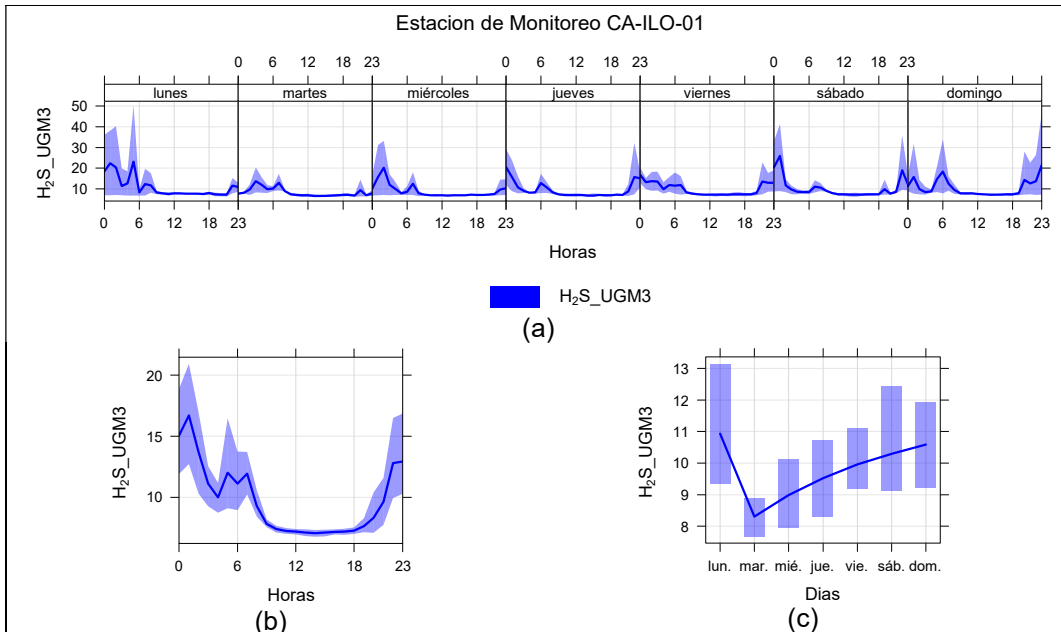 Estacion de Monitoreo CA-ILO-01
0 6 12 18 23 0 6 12 18 23 0 6 12 18 23
lunes martes miércoles jueves viernes sábado domingo
H₂S_UGM3
50
40
30
20
10
0 6 12 18 23 0 6 12 18 23 0 6 12 18 23 0 6 12 18 23
Horas
H₂S_UGM3
(a)
H₂S_UGM3
20
15
10
0 6 12 18 23
Horas
(b)
H₂S_UGM3
13
12
11
10
9
8
lun. mar. mié. jue. vie. sáb. dom.
Dias
(c)